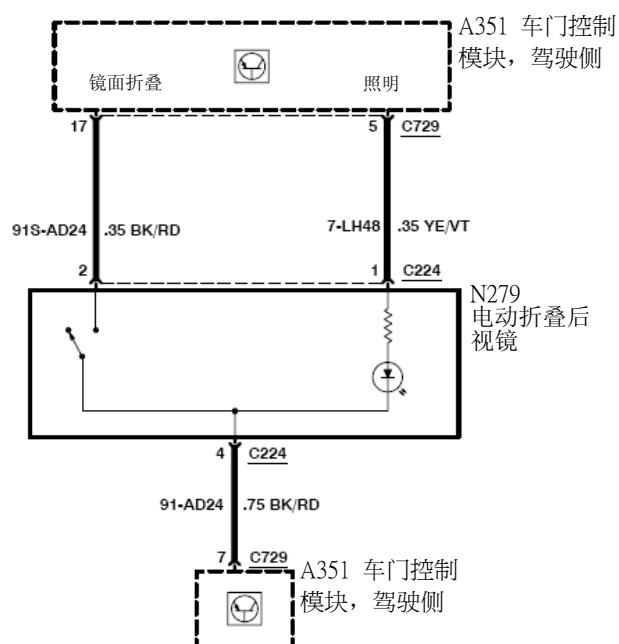 A351 车门控制
模块，驾驶侧
镜面折叠
照明
17
5 C729
91S-AD24 .35 BK/RD
7-LH48 .35 YE/VT
2
1 C224
N279
电动折叠后
视镜
4 C224
91-AD24 .75 BK/RD
7 C729
A351 车门控制
模块，驾驶侧